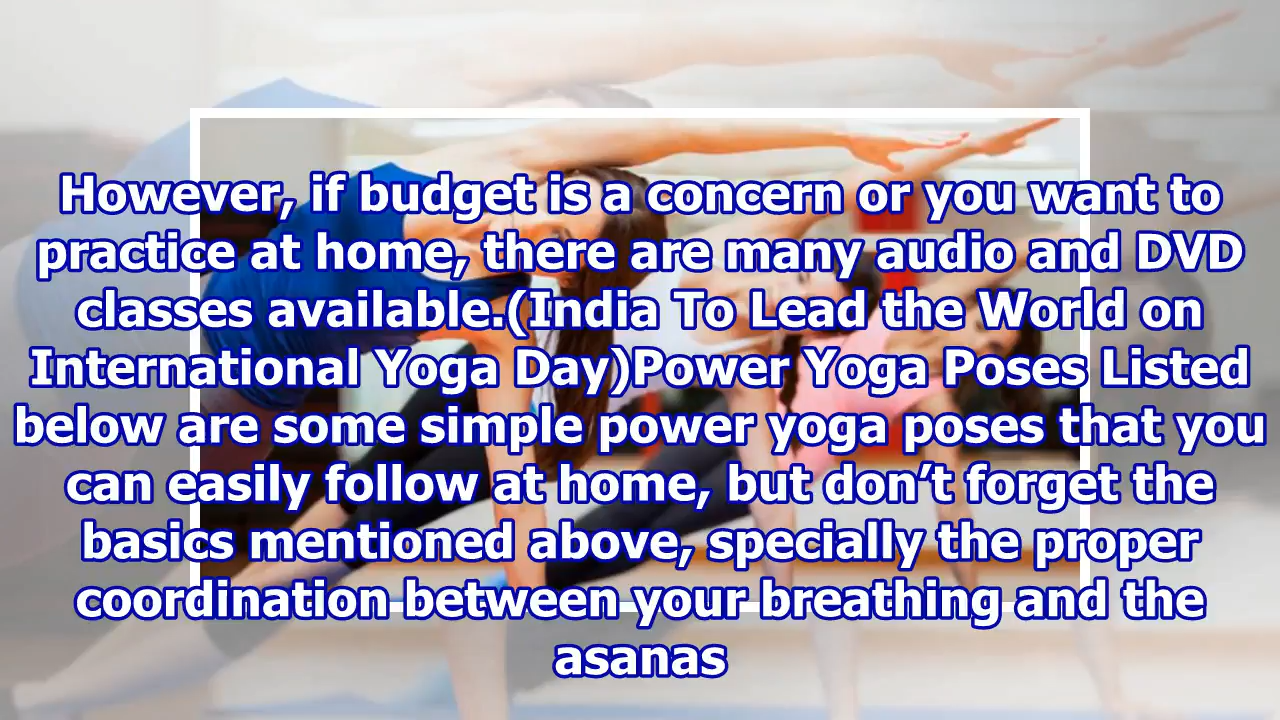 However, if budget is a concern or you want to
practice at home, there are many audio and DVD
classes available.(India To Lead the World on
International Yoga Day)Power Yoga Poses Listed
below are some simple power yoga poses that you
can easily follow at home, but don’t forget the
basics mentioned above, specially the proper
coordination between your breathing and the
asanas